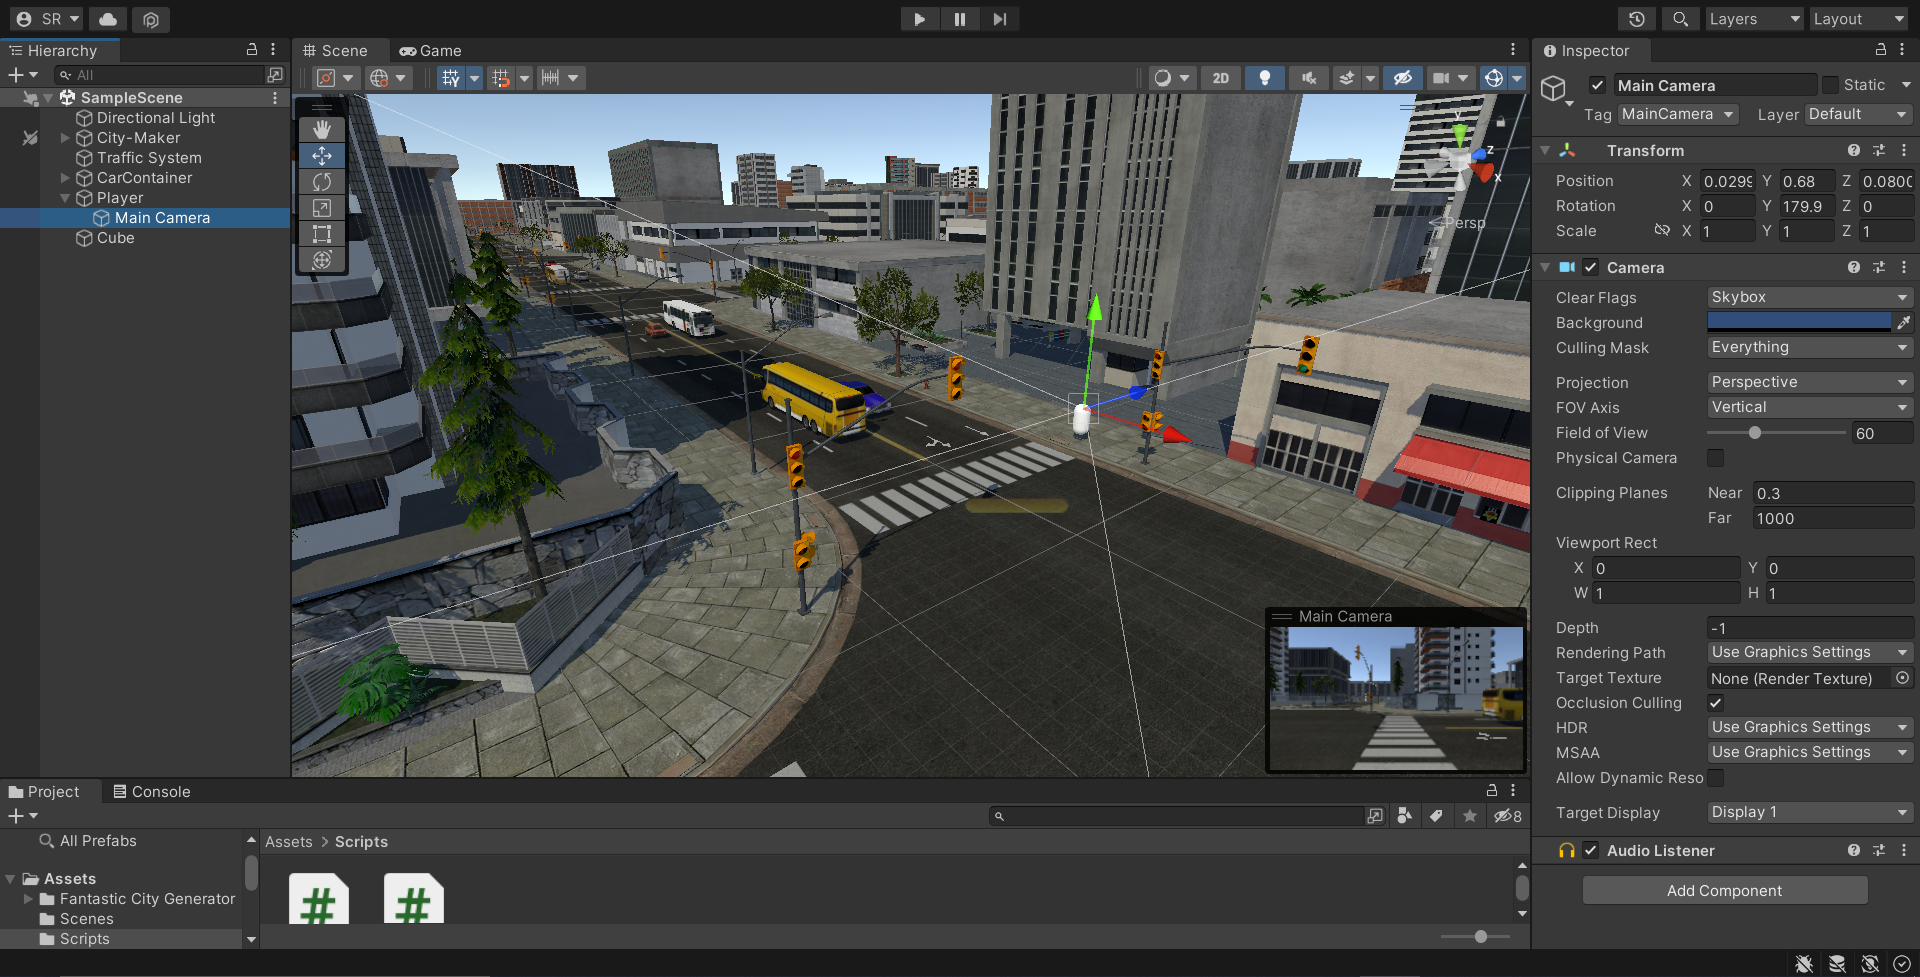 SR
Layers
Layout
Hierarchy
All
SampleScene
Directional Light
City-Maker
Traffic System
CarContainer
Player
Main Camera
Cube
Scene
Game
2D
y
z
x
Persp
Main Camera
Inspector
Main Camera
Static
Tag MainCamera
Layer Default
Transform
Position X 0.0299 Y 0.68 Z 0.0800
Rotation X 0 Y 179.9 Z 0
Scale X 1 Y 1 Z 1
Camera
Clear Flags Skybox
Background
Culling Mask Everything
Projection Perspective
FOV Axis Vertical
Field of View 60
Physical Camera
Clipping Planes Near 0.3
Far 1000
Viewport Rect
X 0 Y 0
W 1 H 1
Depth -1
Rendering Path Use Graphics Settings
Target Texture None (Render Texture)
Occlusion Culling
HDR Use Graphics Settings
MSAA Use Graphics Settings
Allow Dynamic Reso
Target Display Display 1
Audio Listener
Add Component
Project
Console
8
All Prefabs
Assets
Fantastic City Generator
Scenes
Scripts
Assets > Scripts
#
#